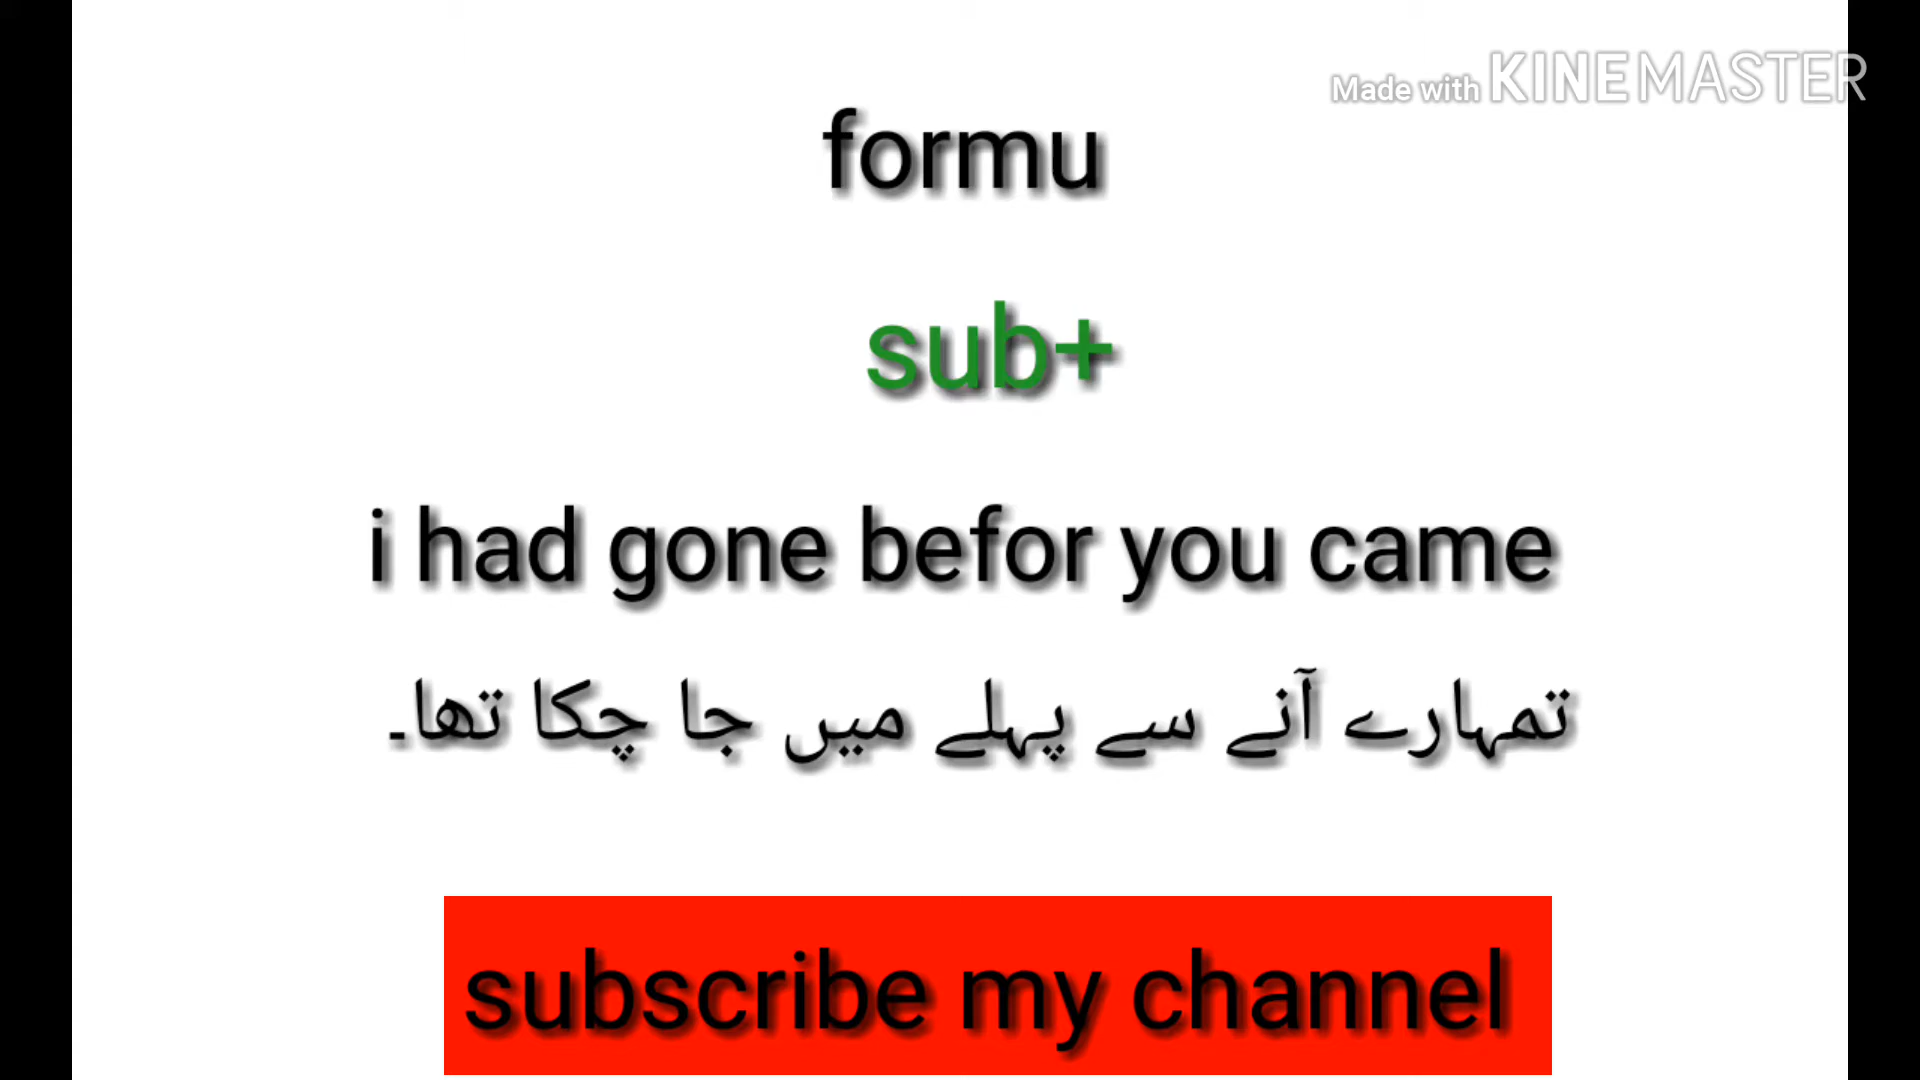 Made with KINEMASTER
formu
sub+
i had gone befor you came
تمہارے آنے سے پہلے میں جا چکا تھا۔
subscribe my channel